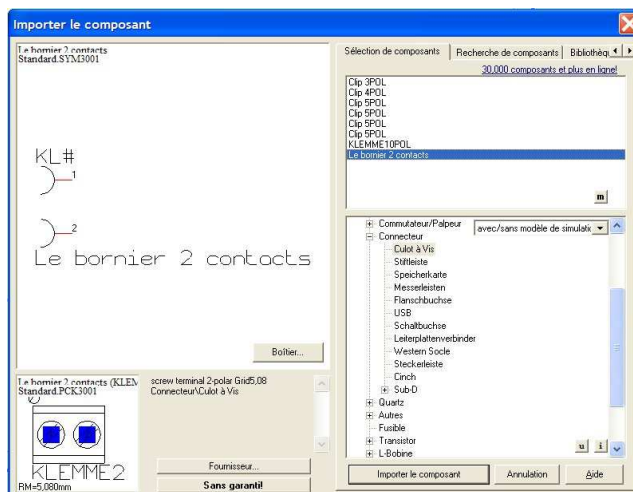 Importer le composant
Le bornier 2 contacts
Standard.SYM3001
KL#
1
2
Le bornier 2 contacts
Boîtier...
Le bornier 2 contacts (KLEM
Standard.PCK3001
KLEMME2
RM=5,080mm
screw terminal 2-polar Grid5,08
Connecteur\Culot à Vis
Fournisseur...
Sans garanti!
Sélection de composants
Recherche de composants
Bibliothèq
30.000 composants et plus en ligne!
Clip 3POL
Clip 4POL
Clip 5POL
Clip 5POL
Clip 5POL
Clip 5POL
KLEMME10POL
Le bornier 2 contacts
m
Commutateur/Palpeur
avec/sans modèle de simulatic
Connecteur
Culot à Vis
Stiftleiste
Speicherkarte
Messerleisten
Flanschbuchse
USB
Schaltbuchse
Leiterplattenverbinder
Western Socle
Steckerleiste
Cinch
Sub-D
Quartz
Autres
Fusible
Transistor
L-Bobine
u
i
Importer le composant
Annulation
Aide